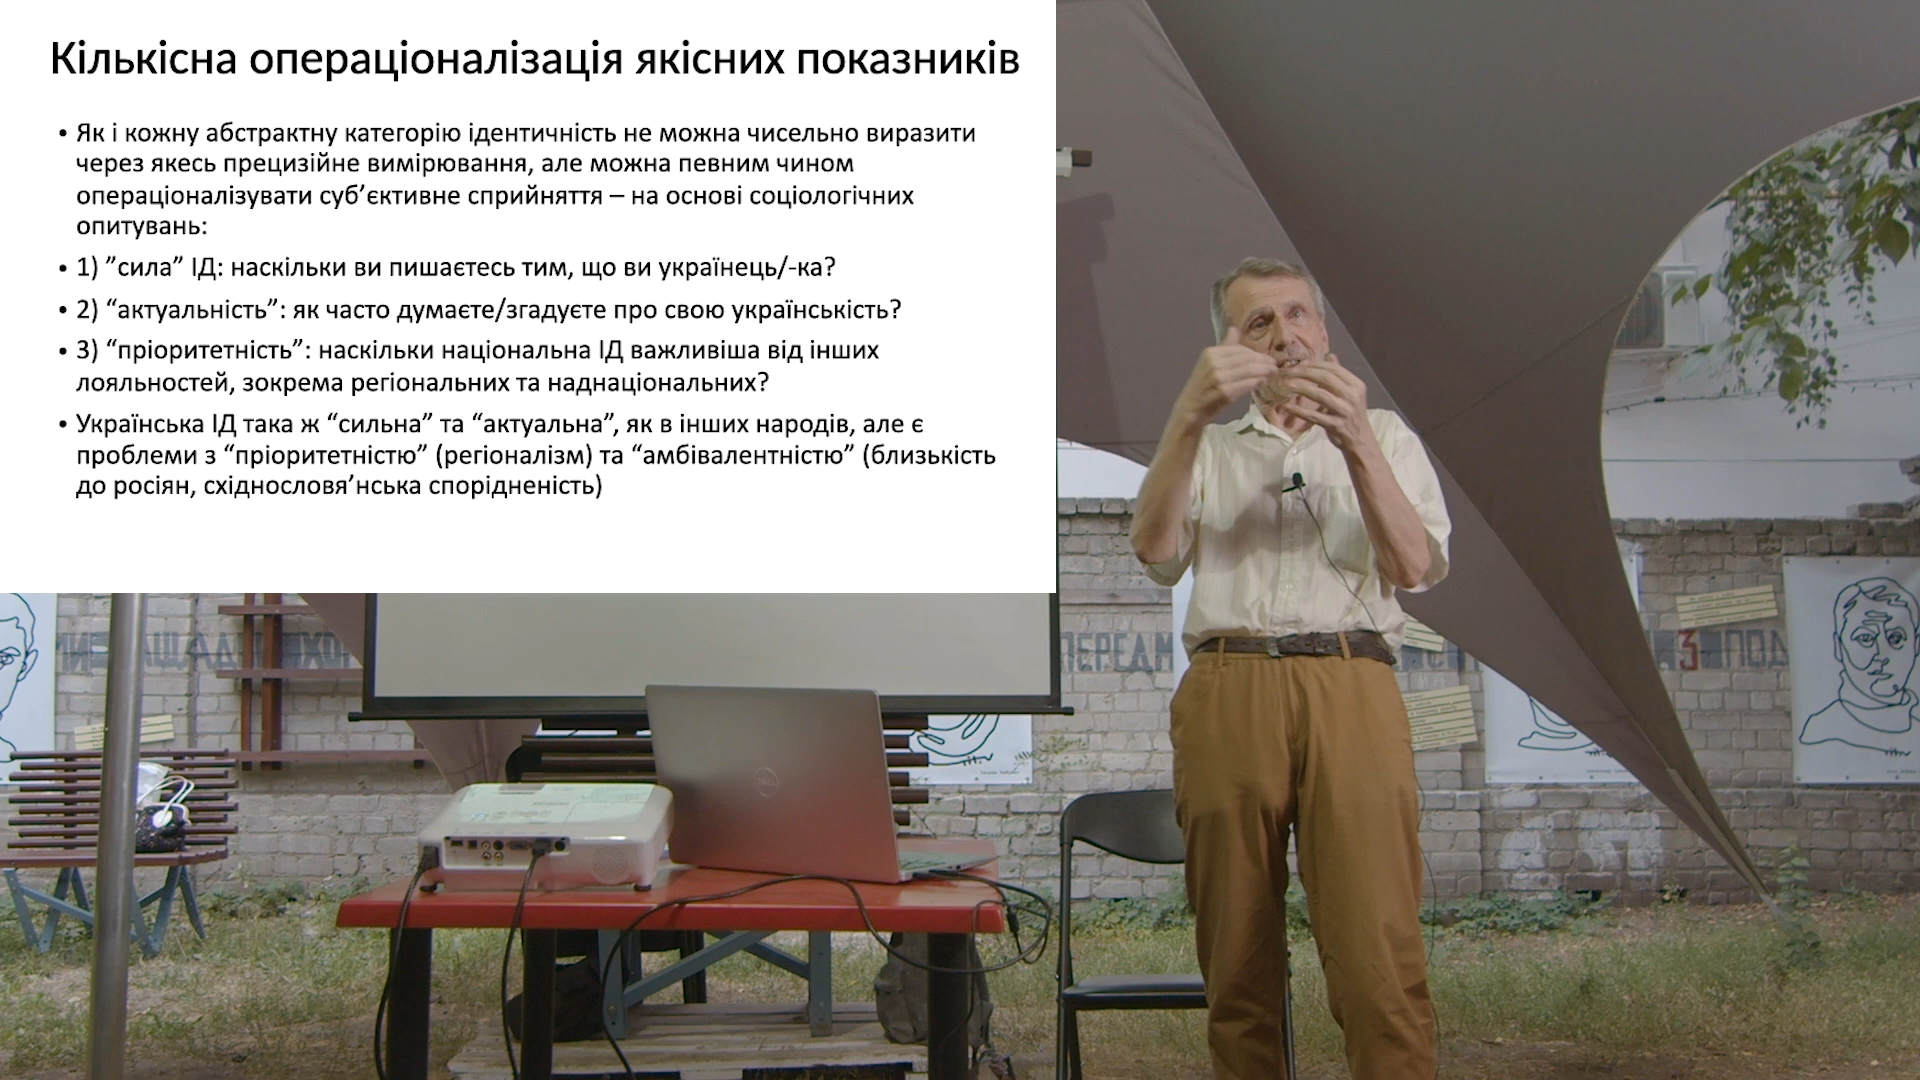 Кількісна операціоналізація якісних показників
• Як і кожну абстрактну категорію ідентичність не можна чисельно виразити
через якесь прецизійне вимірювання, але можна певним чином
операціоналізувати суб’єктивне сприйняття – на основі соціологічних
опитувань:
• 1) ”сила” ІД: наскільки ви пишаєтесь тим, що ви українець/-ка?
• 2) “актуальність”: як часто думаєте/згадуєте про свою українськість?
• 3) “пріоритетність”: наскільки національна ІД важливіша від інших
лояльностей, зокрема регіональних та наднаціональних?
• Українська ІД така ж “сильна” та “актуальна”, як в інших народів, але є
проблеми з “пріоритетністю” (регіоналізм) та “амбівалентністю” (близькість
до росіян, східнословя’нська спорідненість)
З ПОД
DELL